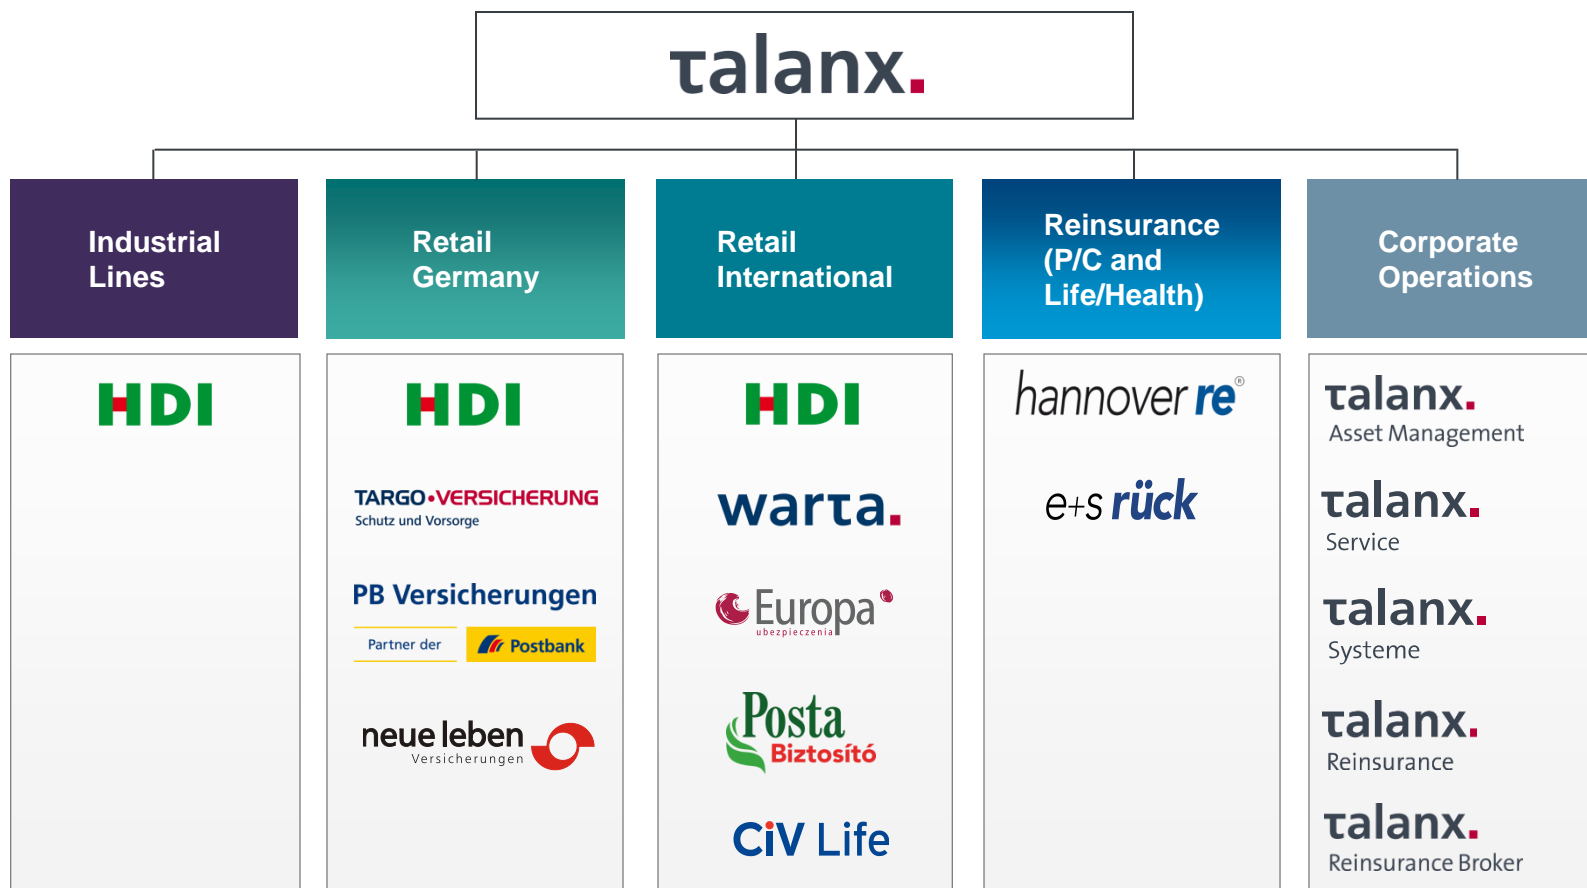 talanx.
Industrial
Lines
Retail
Germany
Retail
International
Reinsurance
(P/C and
Life/Health)
Corporate
Operations
HDI
HDI
TARGO•VERSICHERUNG
Schutz und Vorsorge
PB Versicherungen
Partner der
Postbank
neue leben
Versicherungen
HDI
warta.
Europa
ubezpieczenia
Posta
Biztosító
CiV Life
hannover re®
e+s rück
talanx.
Asset Management
talanx.
Service
talanx.
Systeme
talanx.
Reinsurance
talanx.
Reinsurance Broker